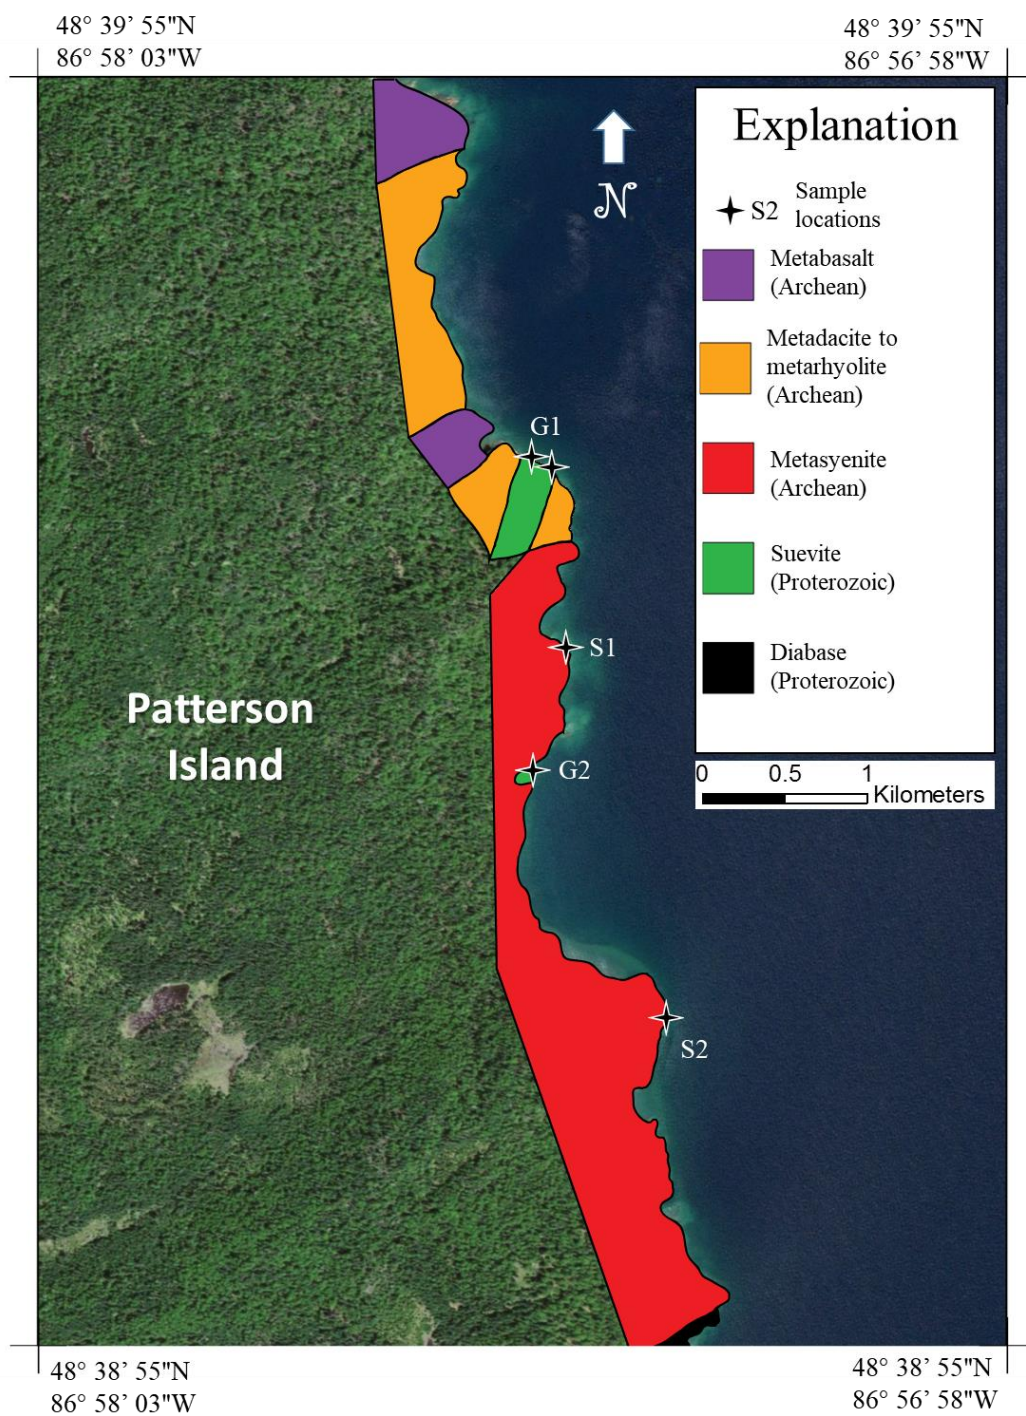 48° 39’ 55"N
86° 58’ 03"W
48° 39’ 55"N
86° 56’ 58"W
N
Explanation
S2
Sample
locations
Metabasalt
(Archean)
Metadacite to
metarhyolite
(Archean)
Metasyenite
(Archean)
Suevite
(Proterozoic)
Diabase
(Proterozoic)
0 0.5 1
Kilometers
G1
S1
G2
S2
Patterson
Island
48° 38’ 55"N
86° 58’ 03"W
48° 38’ 55"N
86° 56’ 58"W